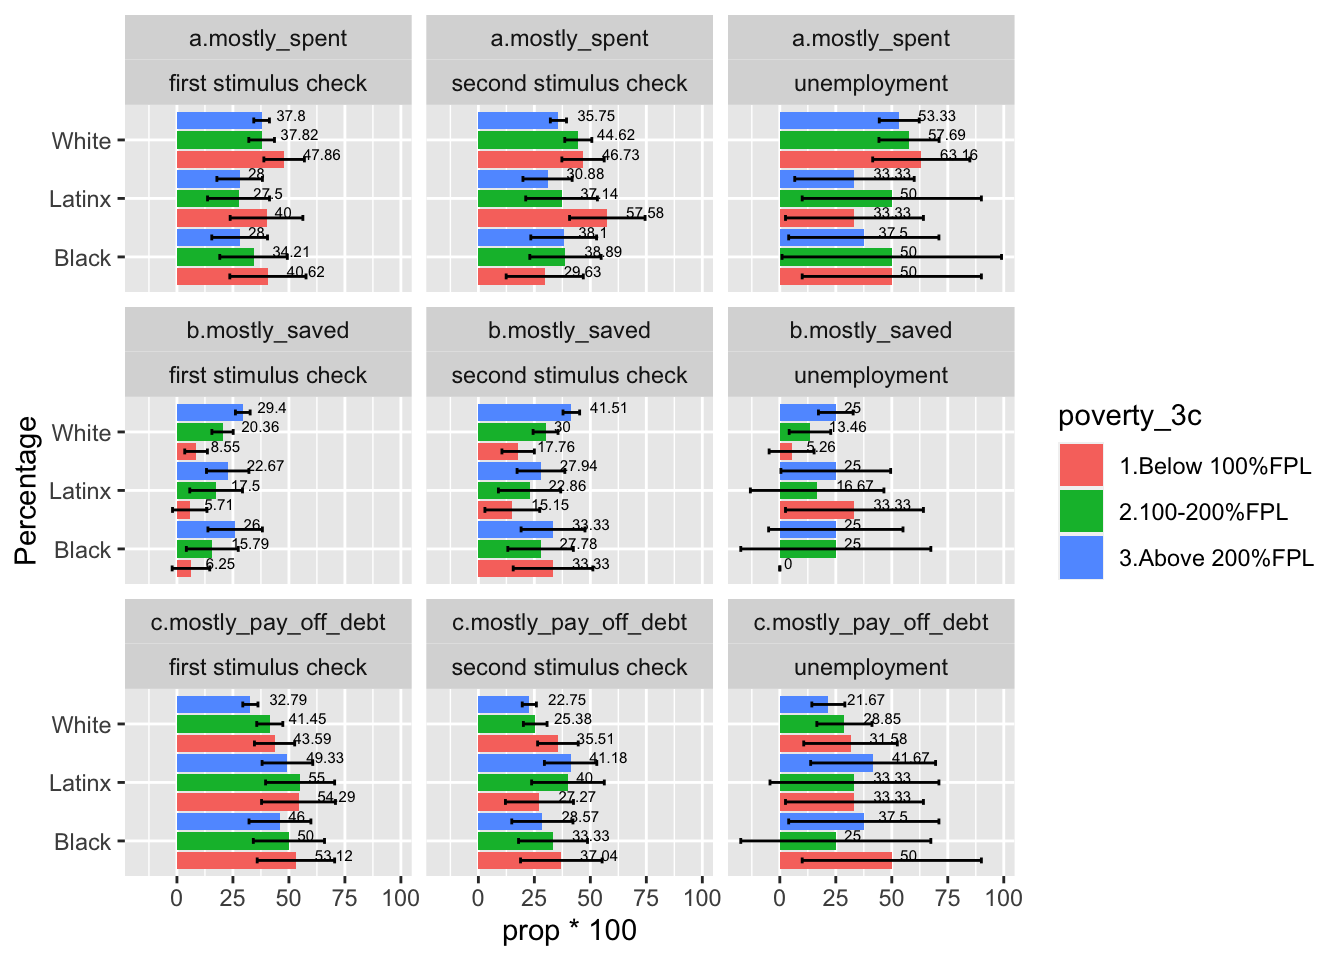 a.mostly_spent a.mostly_spent a.mostly_spent
first stimulus check second stimulus check unemployment
37.8 35.75 53.33
White 37.82 44.62 57.69
47.86 46.73 63.16
28 30.88 33.33
Latinx 27.5 37.14 50
40 57.58 33.33
28 38.1 37.5
Black 34.21 38.89 50
40.62 29.63 50
b.mostly_saved b.mostly_saved b.mostly_saved
first stimulus check second stimulus check unemployment
29.4 41.51 25
White 20.36 30 13.46
8.55 17.76 5.26
22.67 27.94 25
Latinx 17.5 22.86 16.67
5.71 15.15 33.33
26 33.33 25
Black 15.79 27.78 25
6.25 33.33 0
c.mostly_pay_off_debt c.mostly_pay_off_debt c.mostly_pay_off_debt
first stimulus check second stimulus check unemployment
32.79 22.75 21.67
White 41.45 25.38 28.85
43.59 35.51 31.58
49.33 41.18 41.67
Latinx 55 40 33.33
54.29 27.27 33.33
46 28.57 37.5
Black 50 33.33 25
53.12 37.04 50
0 25 50 75 100 0 25 50 75 100 0 25 50 75 100
prop * 100
Percentage
poverty_3c
1.Below 100%FPL
2.100-200%FPL
3.Above 200%FPL